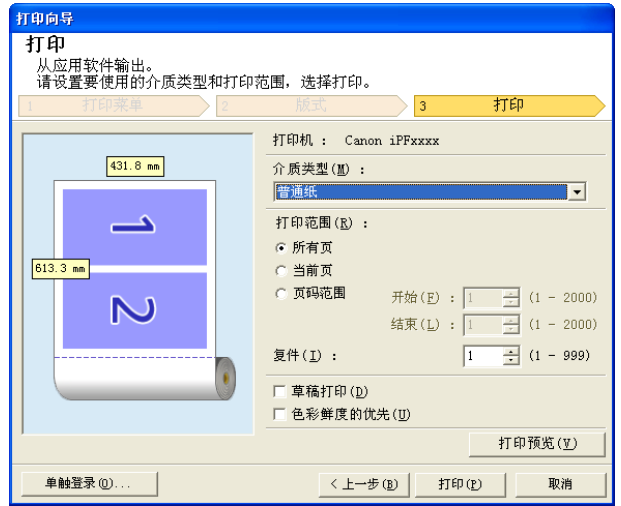 打印向导
打印
从应用软件输出。
请设置要使用的介质类型和打印范围，选择打印。
1 打印菜单 2 版式 3 打印
431.8 mm
613.3 mm
1
2
打印机 : Canon iPFxxxx
介质类型(M) :
普通纸
打印范围(R) :
所有页
当前页
页码范围 开始(F) : 1 (1 - 2000)
结束(L) : 1 (1 - 2000)
复件(I) : 1 (1 - 999)
草稿打印(D)
色彩鲜度的优先(U)
打印预览(V)
单触登录(O)... < 上一步(B) 打印(P) 取消